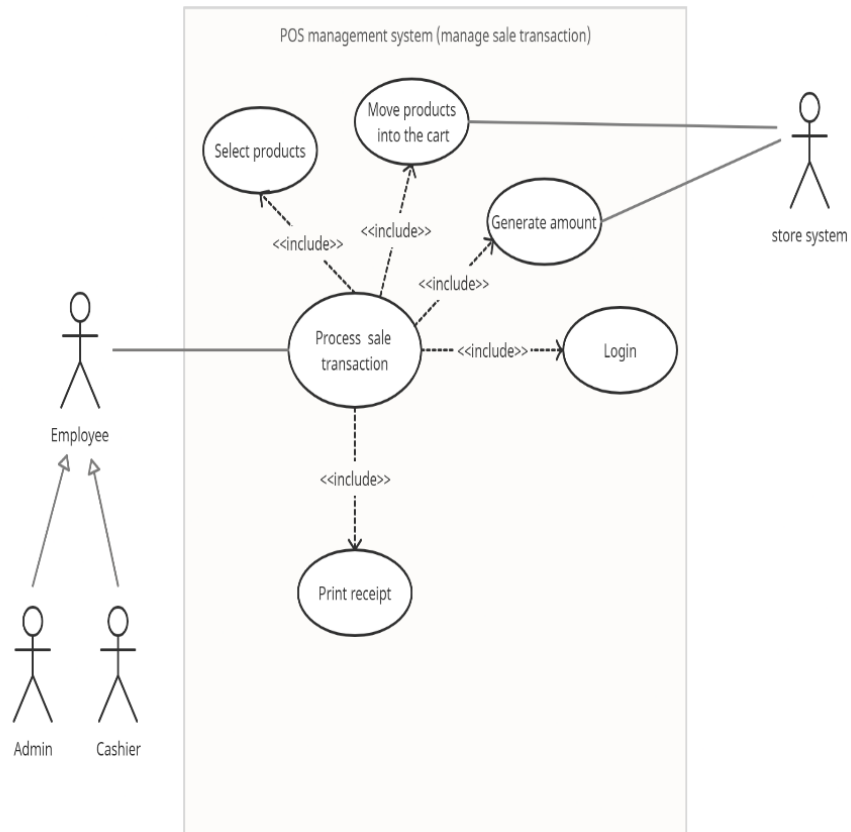 POS management system (manage sale transaction)
Move products
into the cart
Select products
<<include>>
<<include>>
Generate amount
store system
<<include>>
Process sale
transaction
<<include>>
Login
Employee
<<include>>
Print receipt
Admin
Cashier